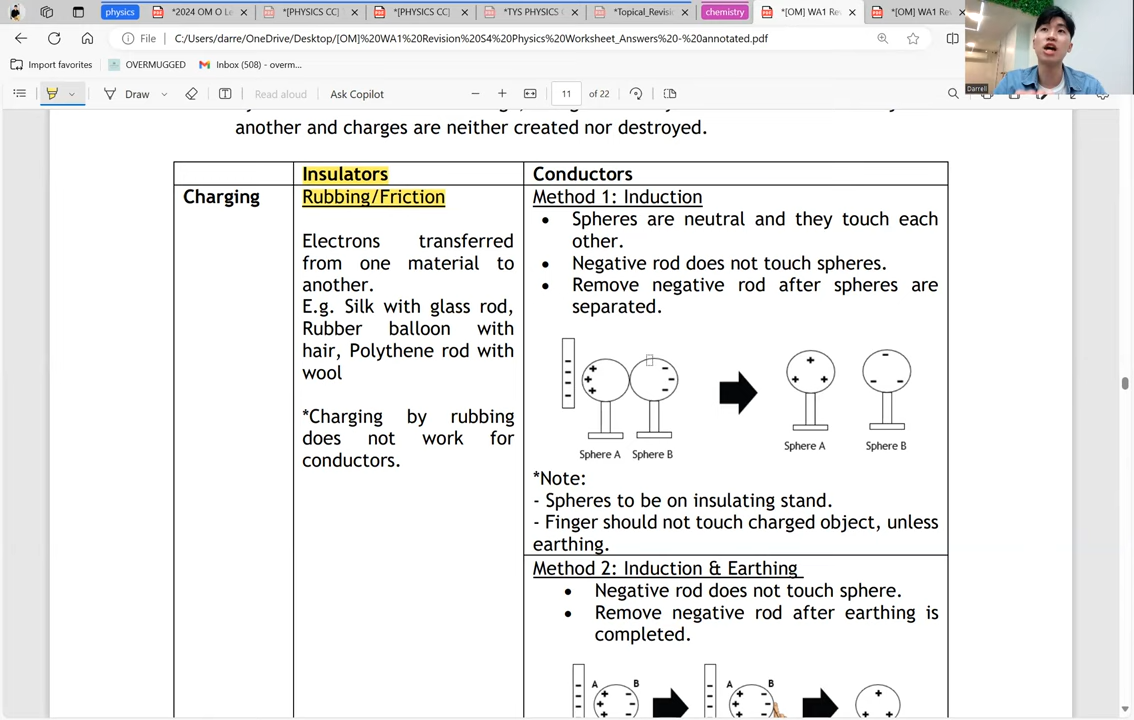 physics
*2024 OM O Le
*[PHYSICS CC]
*[PHYSICS CC]
*TYS PHYSICS
*Topical_Revisi
chemistry
*[OM] WA1 Rev
*[OM] WA1 Re
File
C:/Users/darre/OneDrive/Desktop/[OM]%20WA1%20Revision%20S4%20Physics%20Worksheet_Answers%20-%20annotated.pdf
Import favorites
OVERMUGGED
Inbox (508) - overm...
Draw
Read aloud
Ask Copilot
11 of 22
Darrell
another and charges are neither created nor destroyed.
Insulators
Conductors
Charging
Rubbing/Friction
Electrons transferred
from one material to
another.
E.g. Silk with glass rod,
Rubber balloon with
hair, Polythene rod with
wool
*Charging by rubbing
does not work for
conductors.
Method 1: Induction
• Spheres are neutral and they touch each
other.
• Negative rod does not touch spheres.
• Remove negative rod after spheres are
separated.
Sphere A Sphere B
Sphere A Sphere B
*Note:
- Spheres to be on insulating stand.
- Finger should not touch charged object, unless
earthing.
Method 2: Induction & Earthing
• Negative rod does not touch sphere.
• Remove negative rod after earthing is
completed.
A B
A B